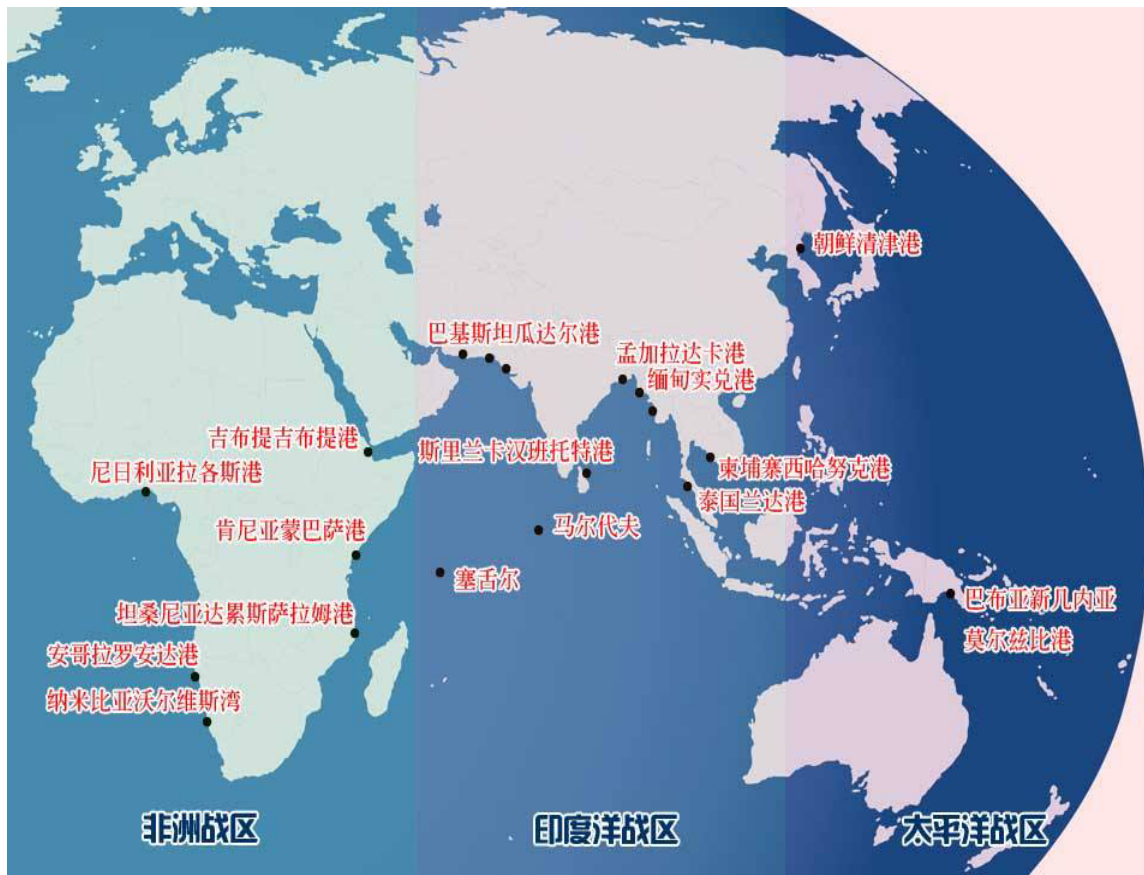 朝鲜清津港
巴基斯坦瓜达尔港
孟加拉达卡港
缅甸实兑港
吉布提吉布提港
斯里兰卡汉班托特港
柬埔寨西哈努克港
尼日利亚拉各斯港
泰国兰达港
肯尼亚蒙巴萨港
马尔代夫
塞舌尔
巴布亚新几内亚
莫尔兹比港
坦桑尼亚达累斯萨拉姆港
安哥拉罗安达港
纳米比亚沃尔维斯湾
非洲战区
印度洋战区
太平洋战区